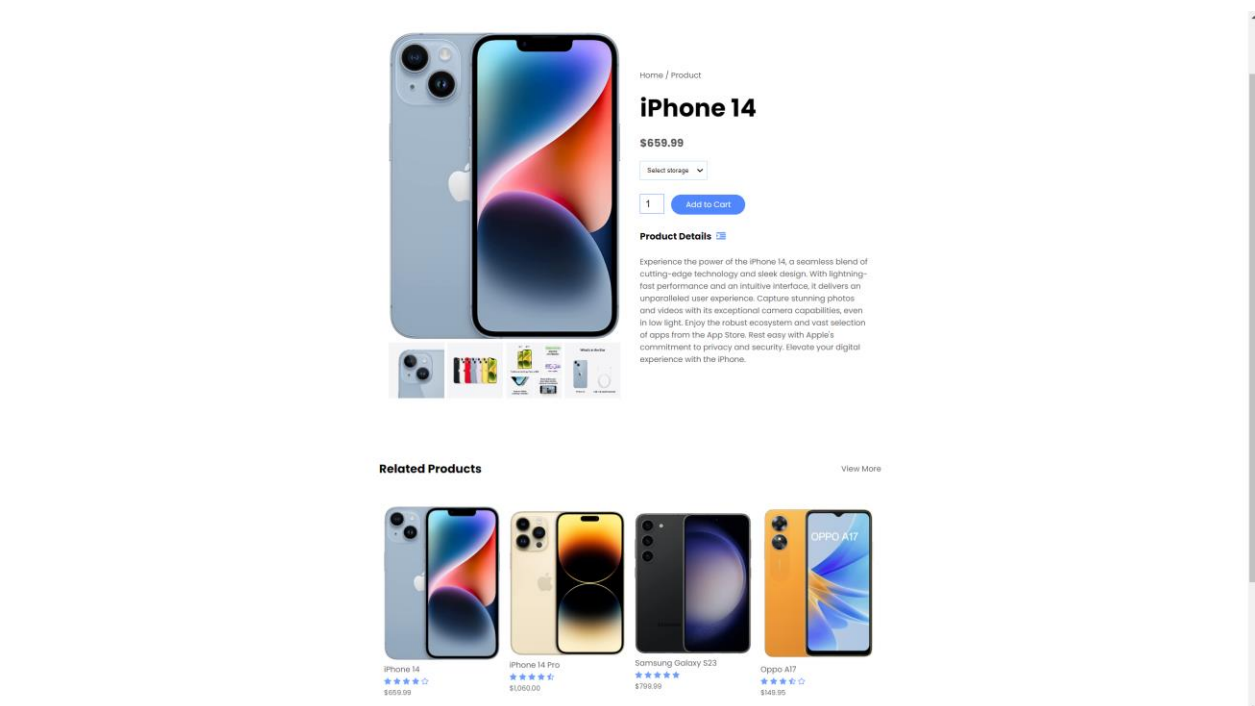 Home / Product
iPhone 14
$659.99
Select storage
1
Add to Cart
Product Details
Experience the power of the iPhone 14, a seamless blend of
cutting-edge technology and sleek design. With lightning-
fast performance and an intuitive interface, it delivers an
unparalleled user experience. Capture stunning photos
and videos with its exceptional camera capabilities, even
in low light. Enjoy the robust ecosystem and vast selection
of apps from the App Store. Rest easy with Apple's
commitment to privacy and security. Elevate your digital
experience with the iPhone.
What's in the Box
Related Products
View More
OPPO A17
iPhone 14
$659.99
iPhone 14 Pro
$1,060.00
Samsung Galaxy S23
$799.99
Oppo A17
$149.95